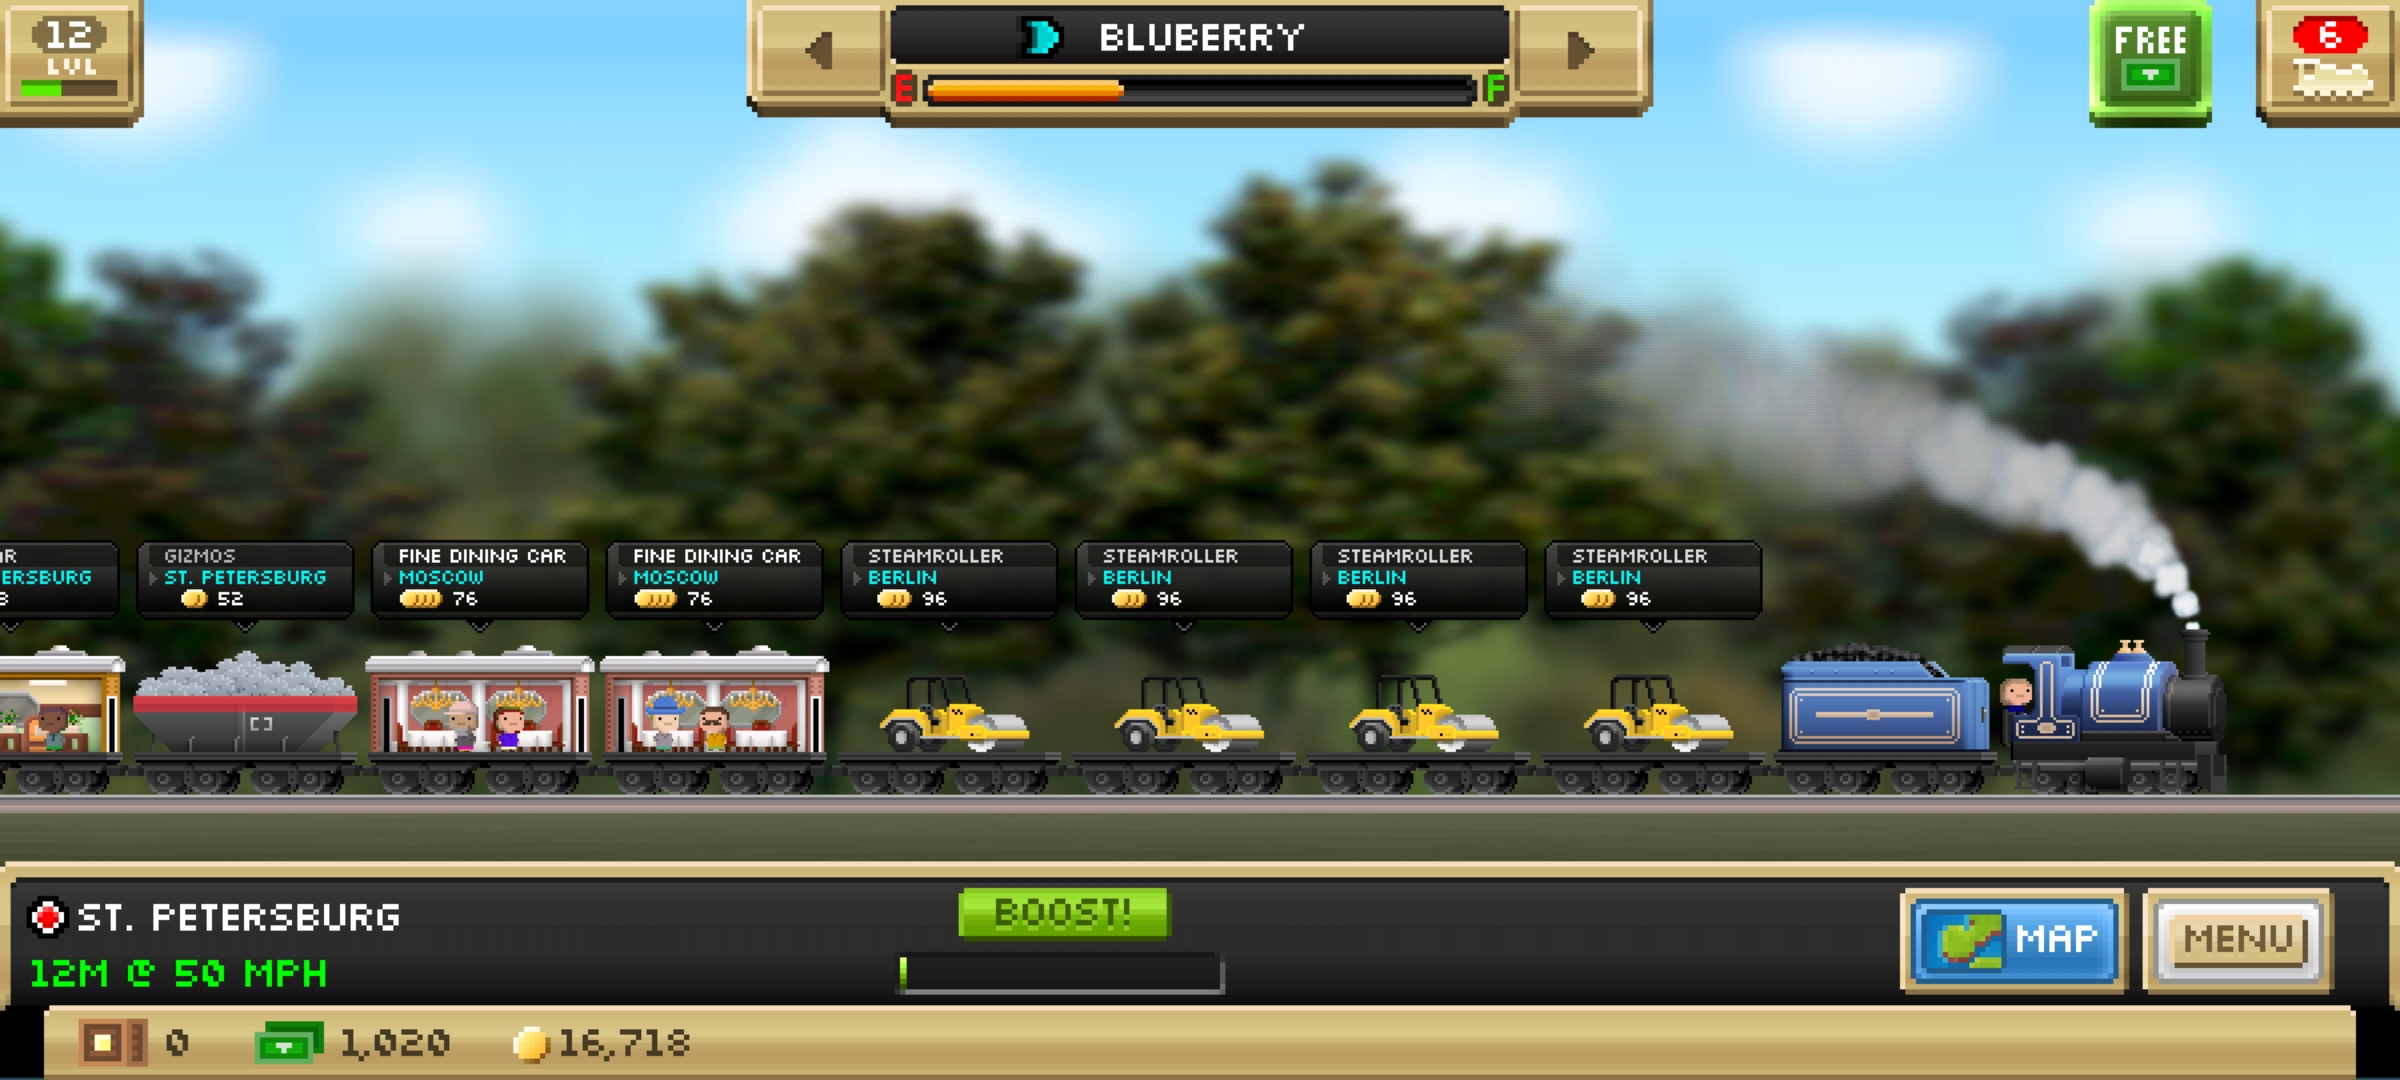 12
LVL
BLUBERRY
E F
FREE
6
GIZMOS
ST. PETERSBURG
52
FINE DINING CAR
MOSCOW
76
FINE DINING CAR
MOSCOW
76
STEAMROLLER
BERLIN
96
STEAMROLLER
BERLIN
96
STEAMROLLER
BERLIN
96
STEAMROLLER
BERLIN
96
ST. PETERSBURG
12M @ 50 MPH
BOOST!
MAP
MENU
0
1,020
16,718